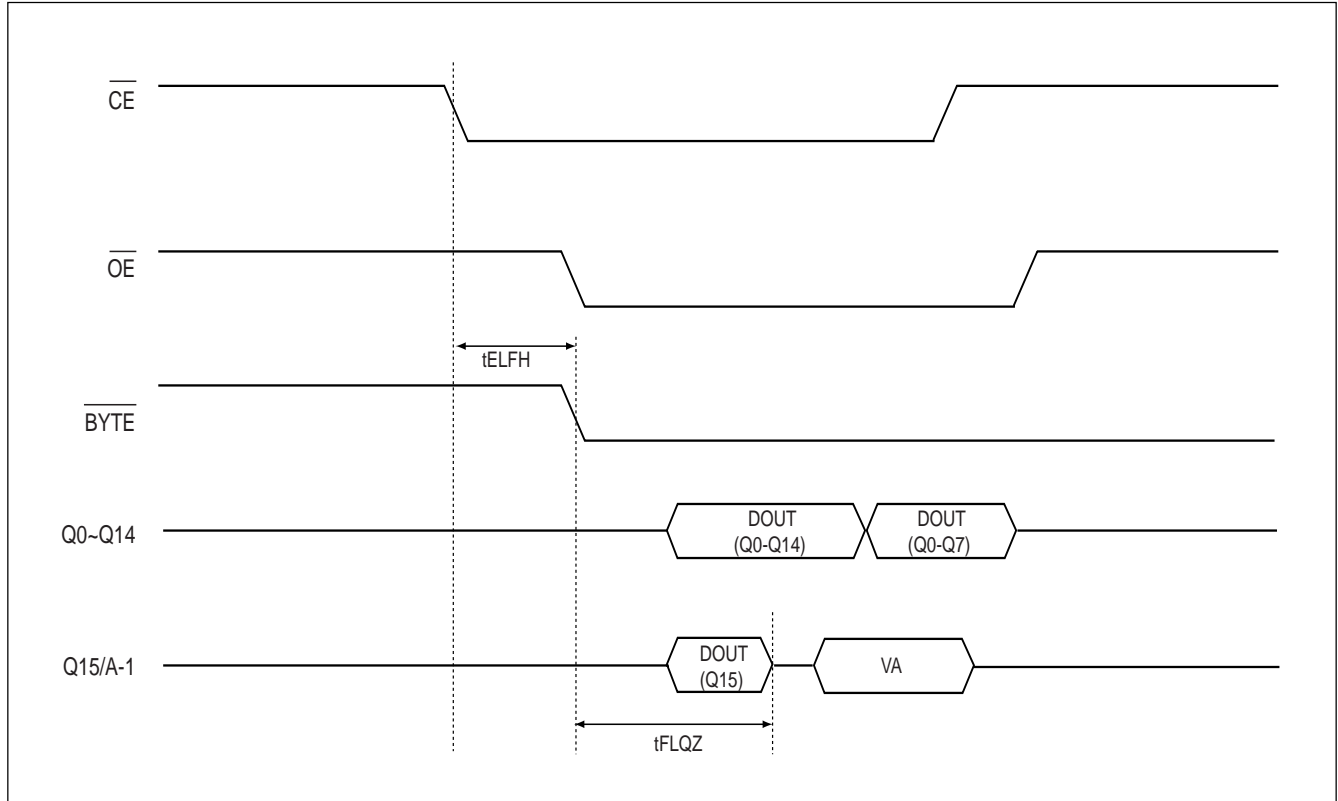 CE
OE
tELFH
BYTE
Q0~Q14
DOUT
(Q0-Q14)
DOUT
(Q0-Q7)
Q15/A-1
DOUT
(Q15)
VA
tFLQZ